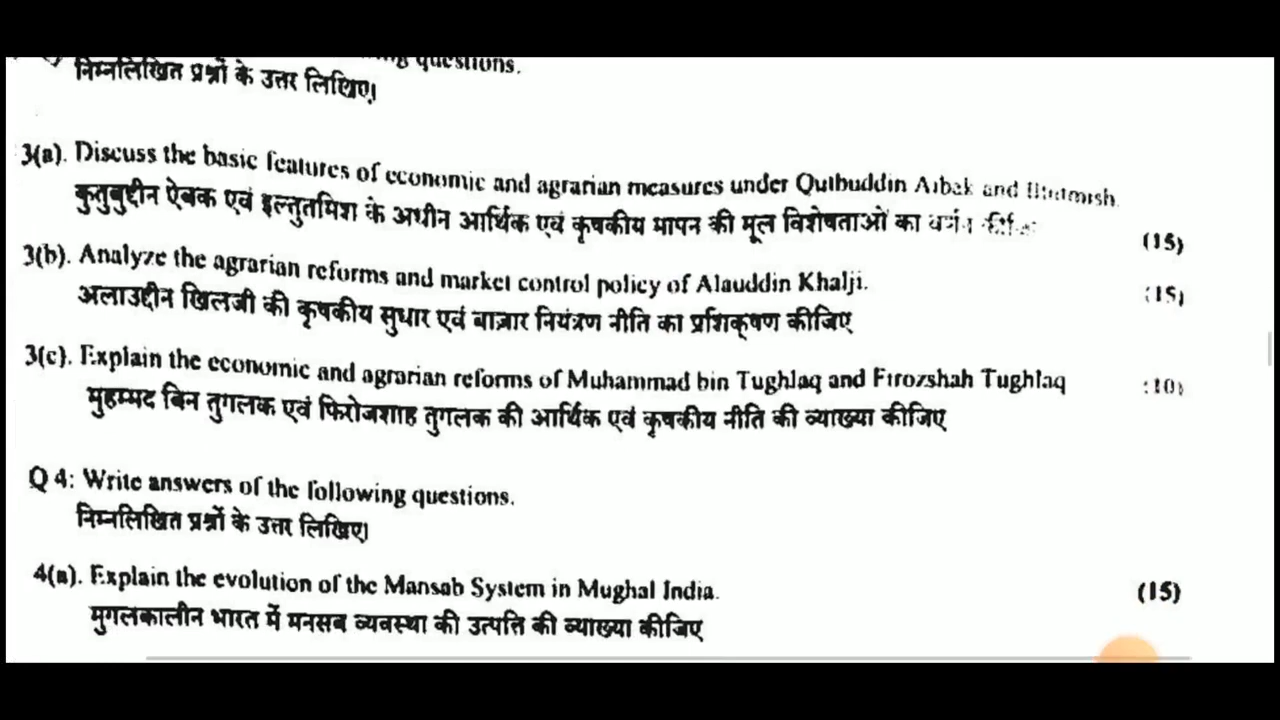 questions.
निम्नलिखित प्रश्नों के उत्तर लिखिए।
3(a). Discuss the basic features of economic and agrarian measures under Qutbuddin Aibak and Iltutmish.
कुतुबुद्दीन ऐबक एवं इल्तुतमिश के अधीन आर्थिक एवं कृषकीय मापन की मूल विशेषताओं का वर्णन
(15)
3(b). Analyze the agrarian reforms and market control policy of Alauddin Khalji.
(15)
अलाउद्दीन खिलजी की कृषकीय सुधार एवं बाज़ार नियंत्रण नीति का प्रशिक्षण कीजिए
3(c). Explain the economic and agrarian reforms of Muhammad bin Tughlaq and Firozshah Tughlaq
(10)
मुहम्मद बिन तुगलक एवं फिरोजशाह तुगलक की आर्थिक एवं कृषकीय नीति की व्याख्या कीजिए
Q 4: Write answers of the following questions.
निम्नलिखित प्रश्नों के उत्तर लिखिए।
4(a). Explain the evolution of the Mansab System in Mughal India.
(15)
मुगलकालीन भारत में मनसब व्यवस्था की उत्पत्ति की व्याख्या कीजिए